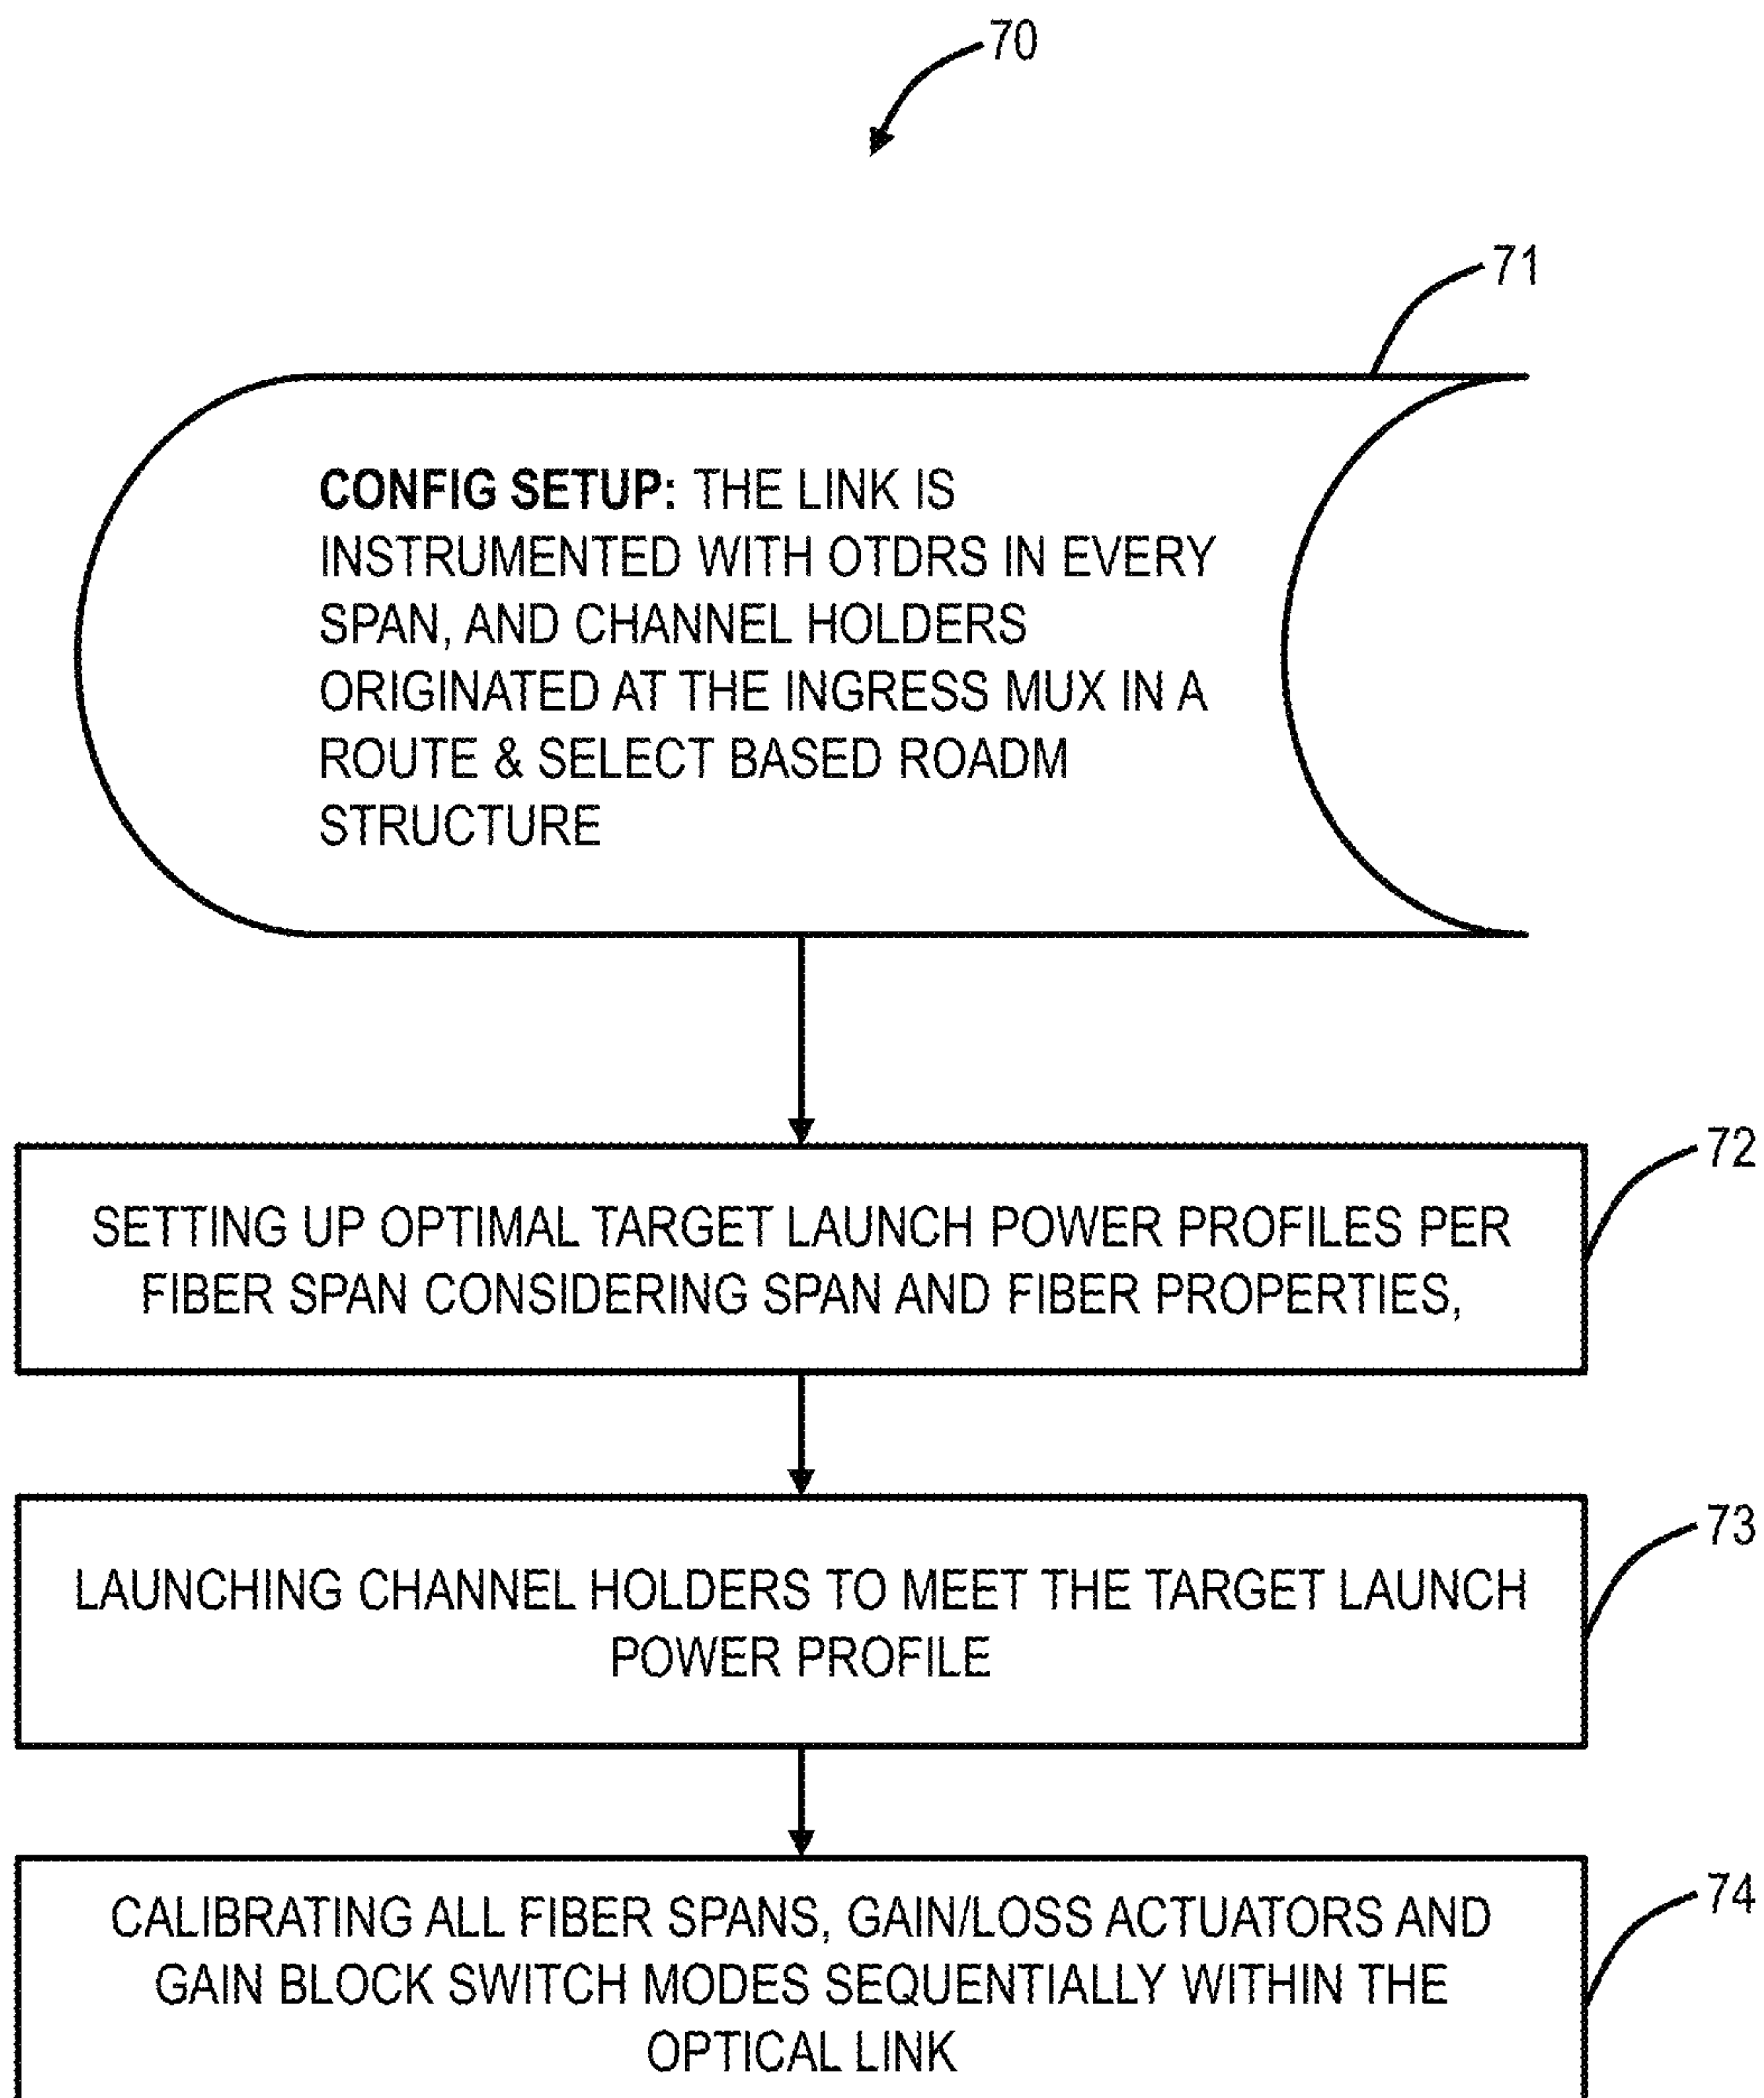 70
71
CONFIG SETUP: THE LINK IS
INSTRUMENTED WITH OTDRS IN EVERY
SPAN, AND CHANNEL HOLDERS
ORIGINATED AT THE INGRESS MUX IN A
ROUTE & SELECT BASED ROADM
STRUCTURE
72
SETTING UP OPTIMAL TARGET LAUNCH POWER PROFILES PER
FIBER SPAN CONSIDERING SPAN AND FIBER PROPERTIES,
73
LAUNCHING CHANNEL HOLDERS TO MEET THE TARGET LAUNCH
POWER PROFILE
74
CALIBRATING ALL FIBER SPANS, GAIN/LOSS ACTUATORS AND
GAIN BLOCK SWITCH MODES SEQUENTIALLY WITHIN THE
OPTICAL LINK